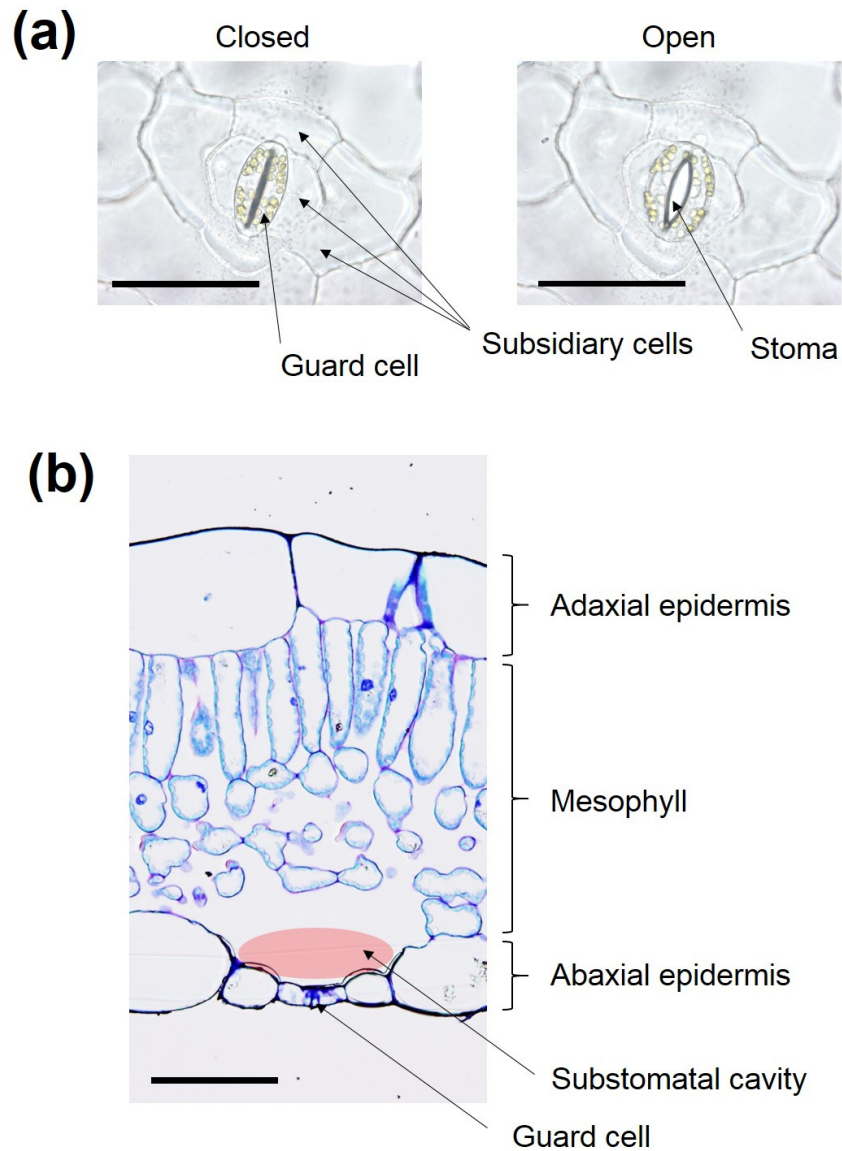 (a)
Closed
Open
Guard cell
Subsidiary cells
Stoma
(b)
Adaxial epidermis
Mesophyll
Abaxial epidermis
Substomatal cavity
Guard cell